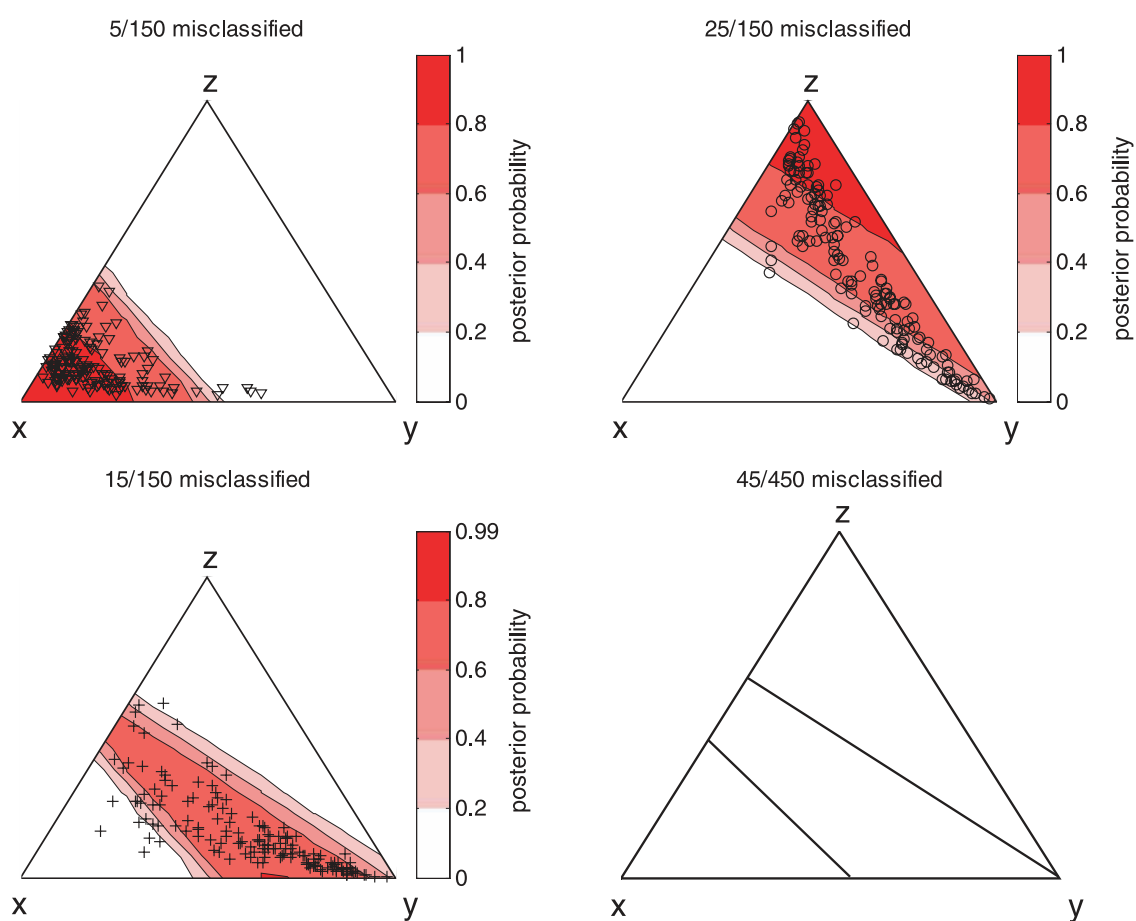 5/150 misclassified
z
x
y
1
0.8
0.6
0.4
0.2
0
posterior probability
25/150 misclassified
z
x
y
1
0.8
0.6
0.4
0.2
0
posterior probability
15/150 misclassified
z
x
y
0.99
0.8
0.6
0.4
0.2
0
posterior probability
45/450 misclassified
z
x
y